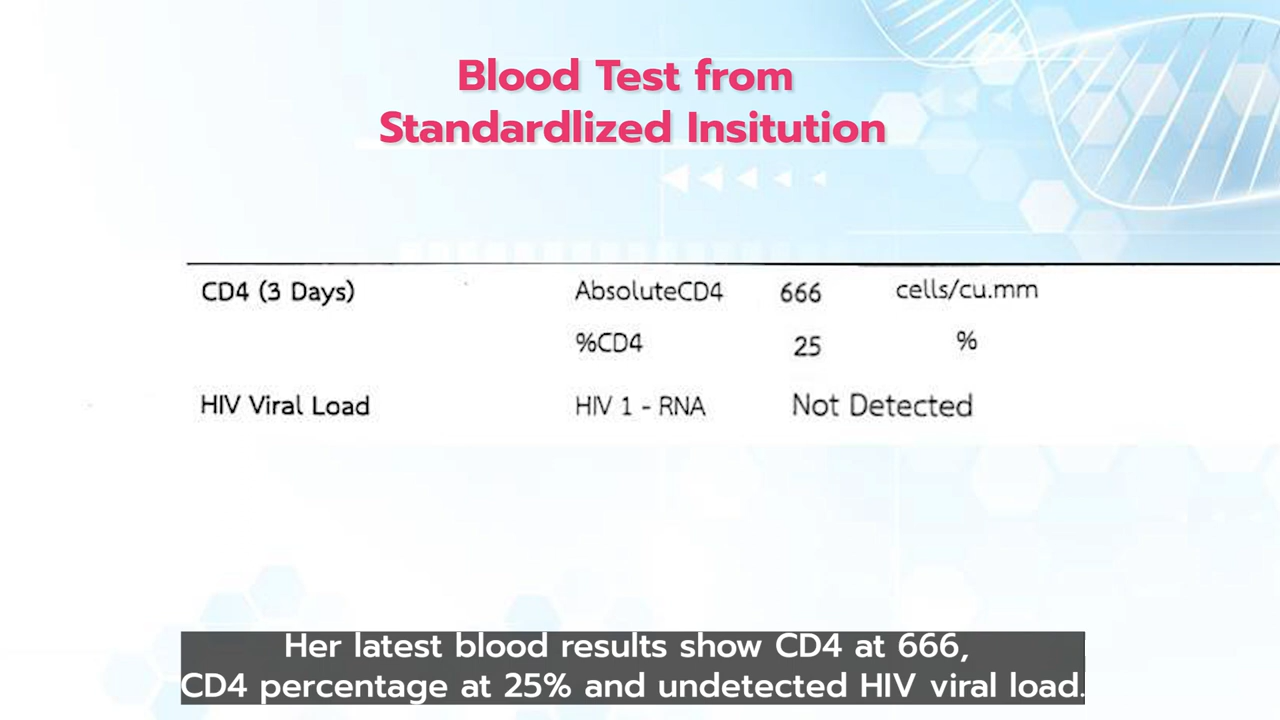 Blood Test from
Standardlized Insitution
CD4 (3 Days) AbsoluteCD4 666 cells/cu.mm
%CD4 25 %
HIV Viral Load HIV 1 - RNA Not Detected
Her latest blood results show CD4 at 666,
CD4 percentage at 25% and undetected HIV viral load.